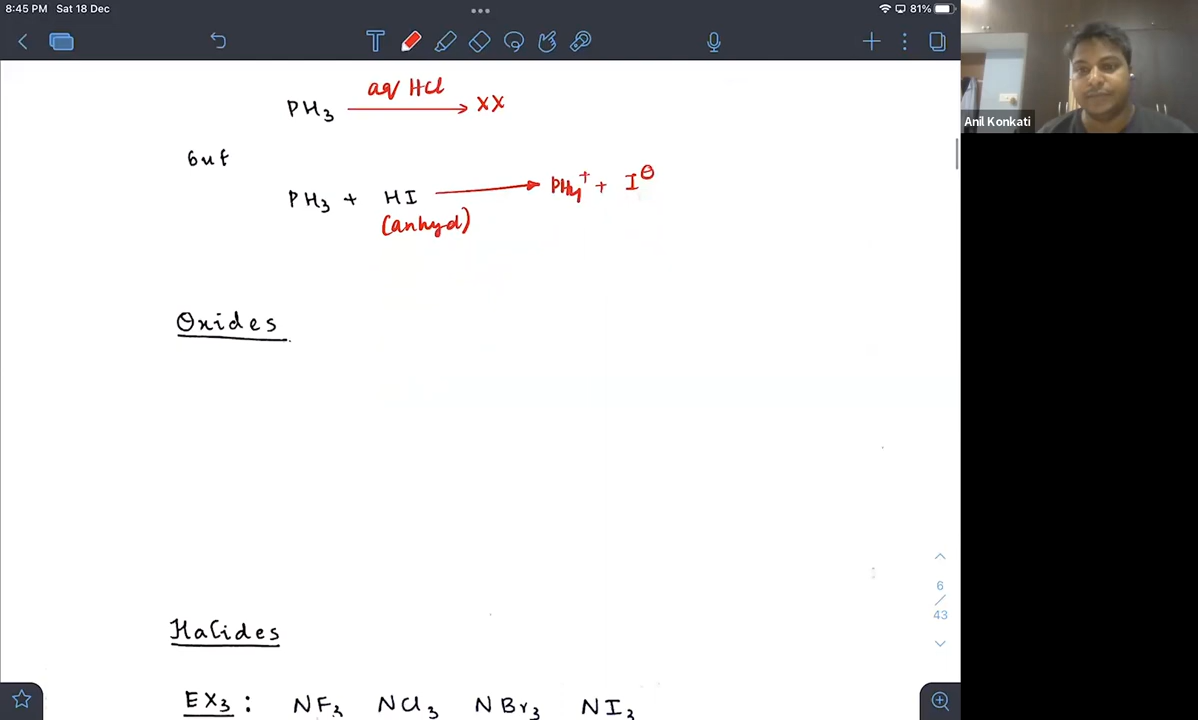 8:45 PM Sat 18 Dec
81%
Anil Konkati
aq HCl
PH₃ ⟶ XX
but
PH₃ + HI ⟶ PH₄⁺ + I⊖
(anhyd)
Oxides
6
/
43
Halides
EX₃ : NF₃ NCl₃ NBr₃ NI₃